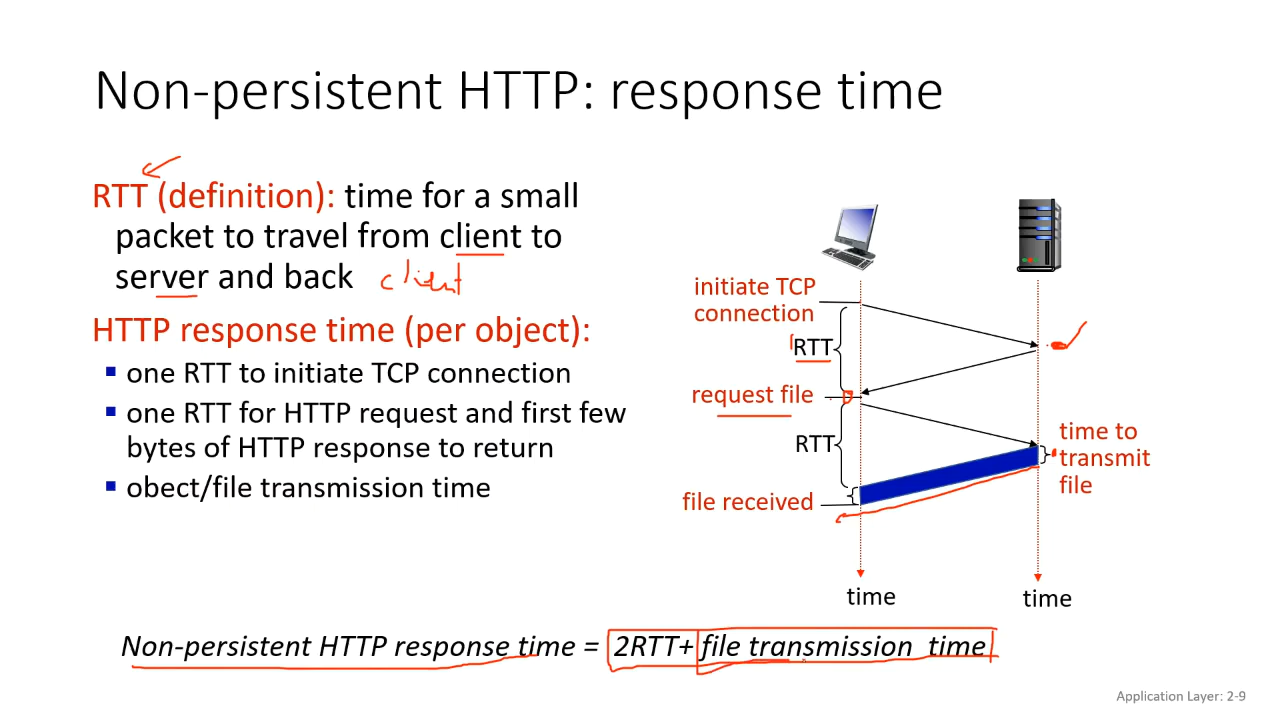 Non-persistent HTTP: response time
RTT (definition): time for a small
packet to travel from client to
server and back
client
HTTP response time (per object):
one RTT to initiate TCP connection
one RTT for HTTP request and first few
bytes of HTTP response to return
obect/file transmission time
initiate TCP
connection
RTT
request file
RTT
file received
time to
transmit
file
time
time
Non-persistent HTTP response time = 2RTT+ file transmission time
Application Layer: 2-9